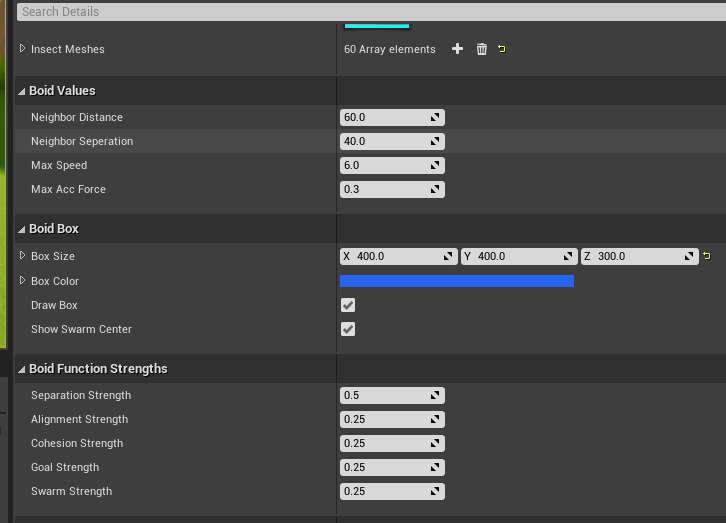 Search Details
Insect Meshes 60 Array elements
Boid Values
Neighbor Distance 60.0
Neighbor Seperation 40.0
Max Speed 6.0
Max Acc Force 0.3
Boid Box
Box Size X 400.0 Y 400.0 Z 300.0
Box Color
Draw Box
Show Swarm Center
Boid Function Strengths
Separation Strength 0.5
Alignment Strength 0.25
Cohesion Strength 0.25
Goal Strength 0.25
Swarm Strength 0.25